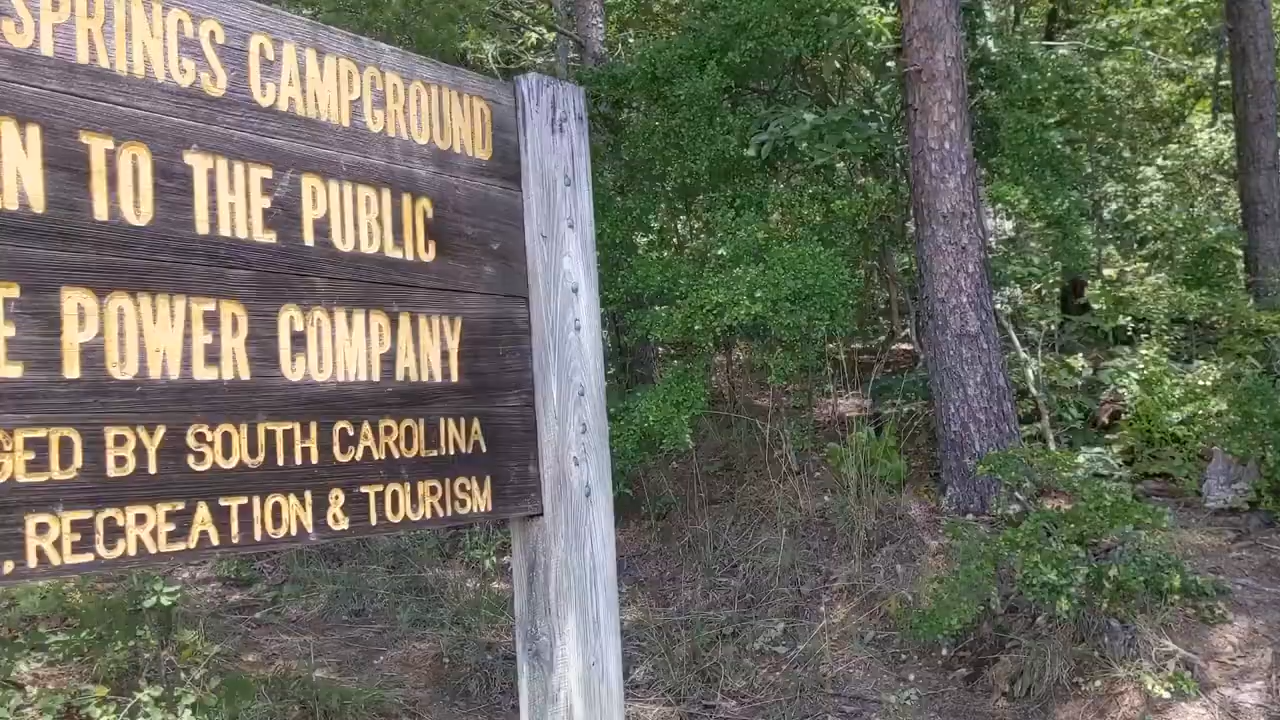 SPRINGS CAMPGROUND
N TO THE PUBLIC
E POWER COMPANY
GED BY SOUTH CAROLINA
, RECREATION & TOURISM